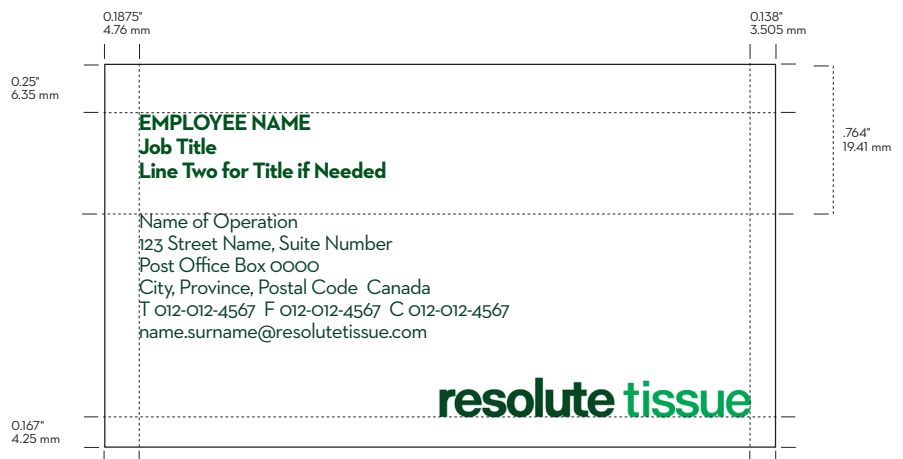 0.1875"
4.76 mm
0.138"
3.505 mm
0.25"
6.35 mm
.764"
19.41 mm
EMPLOYEE NAME
Job Title
Line Two for Title if Needed
Name of Operation
123 Street Name, Suite Number
Post Office Box 0000
City, Province, Postal Code  Canada
T 012-012-4567  F 012-012-4567  C 012-012-4567
name.surname@resolutetissue.com
resolute tissue
0.167"
4.25 mm